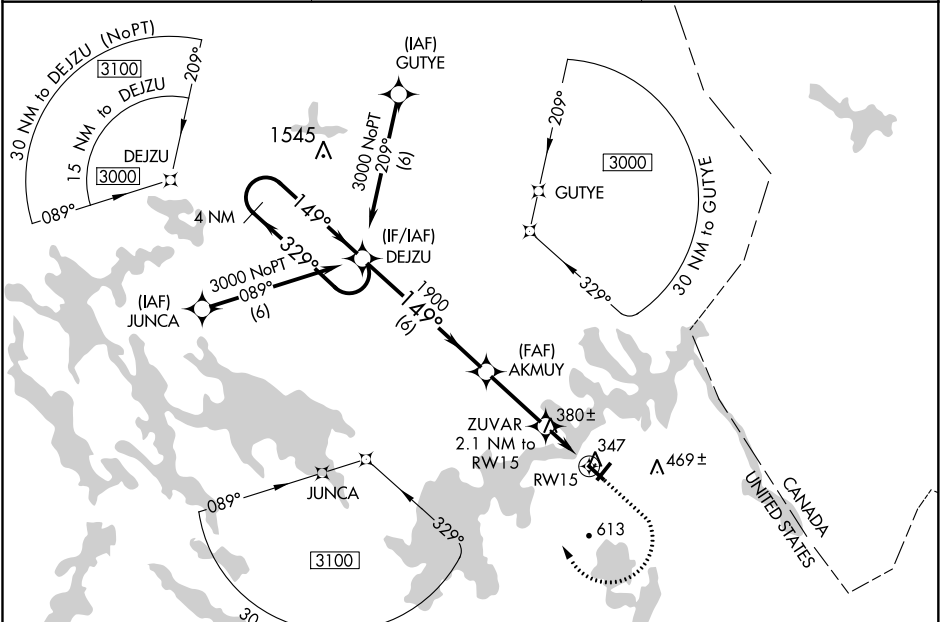 30 NM to DEJZU (NoPT)
3100
15 NM to DEJZU
3000
209°
DEJZU
089°
(IAF)
GUTYE
1545
3000 NoPT
209°
(6)
209°
3000
GUTYE
30 NM to GUTYE
329°
4 NM
149°
329°
(IF/IAF)
DEJZU
3000 NoPT
089°
(6)
(IAF)
JUNCA
1900
149°
(6)
(FAF)
AKMUY
ZUVAR
2.1 NM to
RW15
380±
347
RW15
469±
CANADA
UNITED STATES
613
089°
JUNCA
329°
3100
30